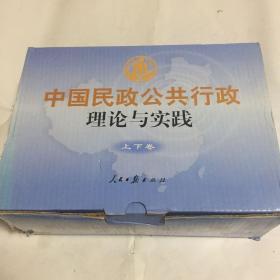 中国民政公共行政
理论与实践
上下卷
人民日报出版社